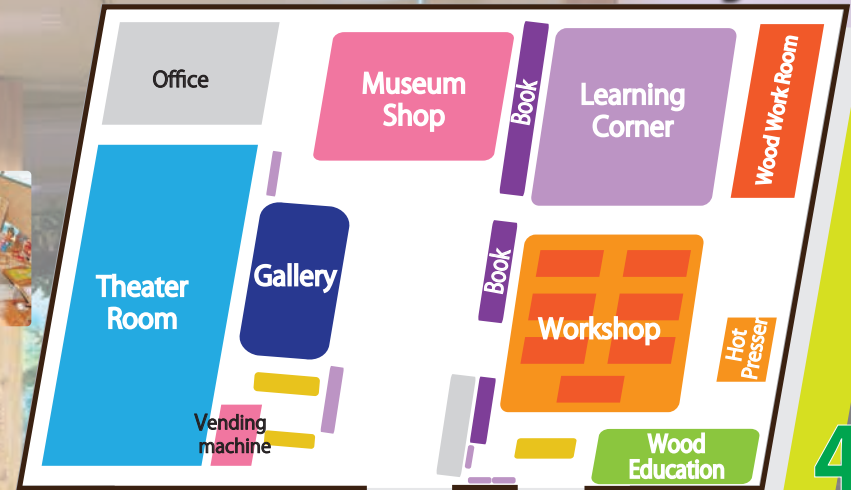 Office
Museum
Shop
Book
Learning
Corner
Wood Work Room
Theater
Room
Gallery
Book
Workshop
Hot
Presser
Vending
machine
Wood
Education
4